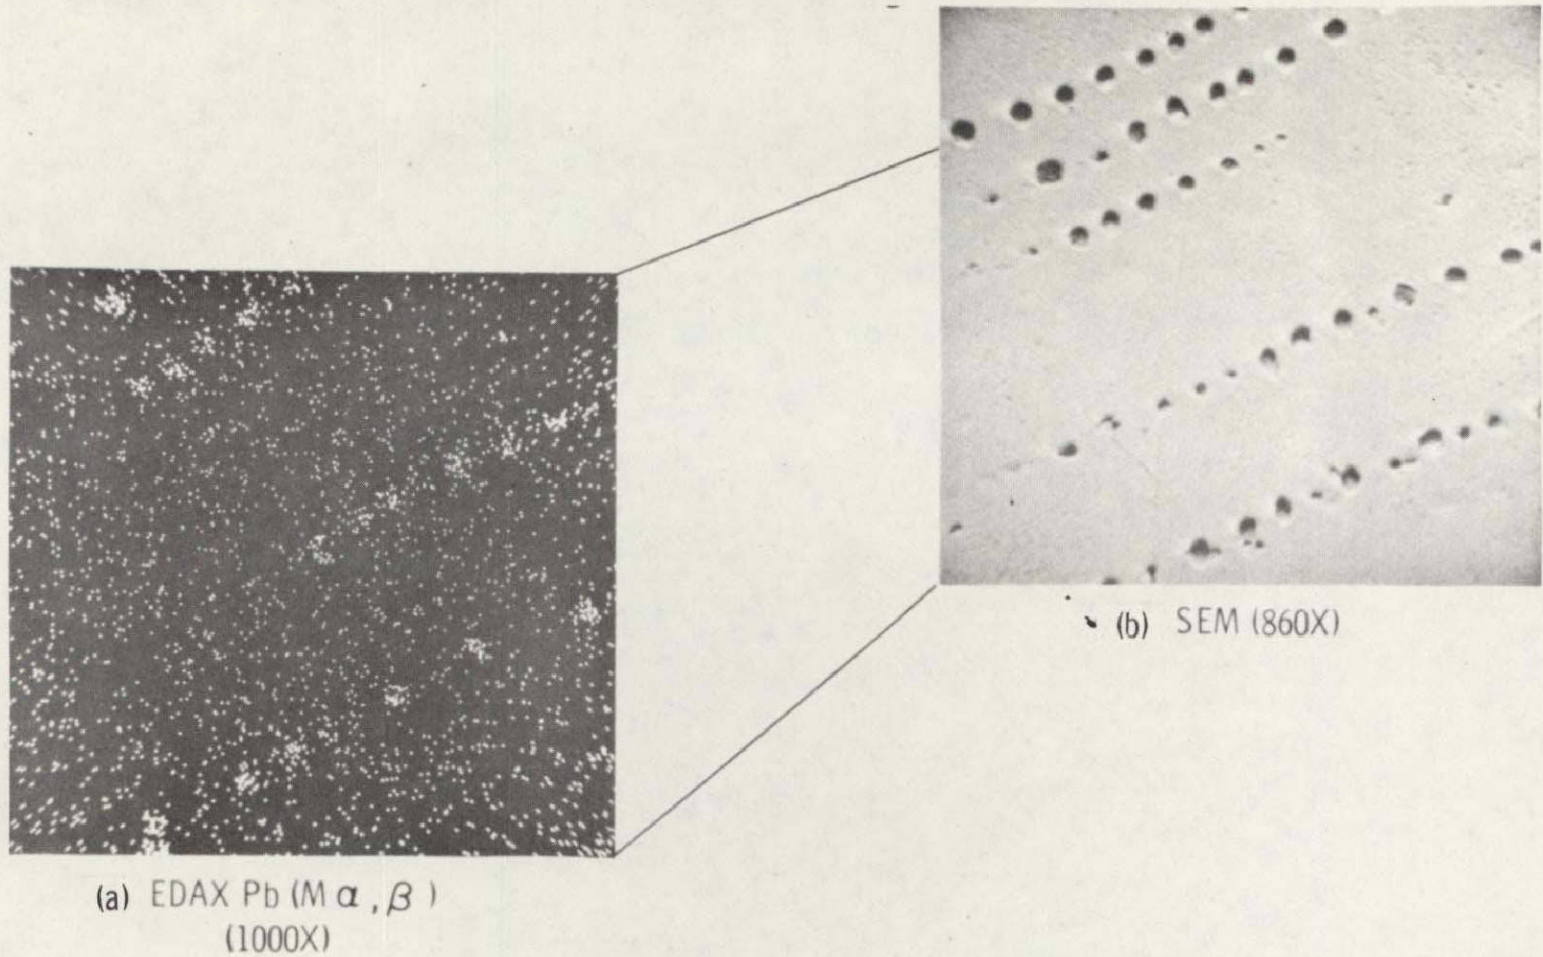 (b) SEM (860X)
(a) EDAX Pb (M α, β)
(1000X)